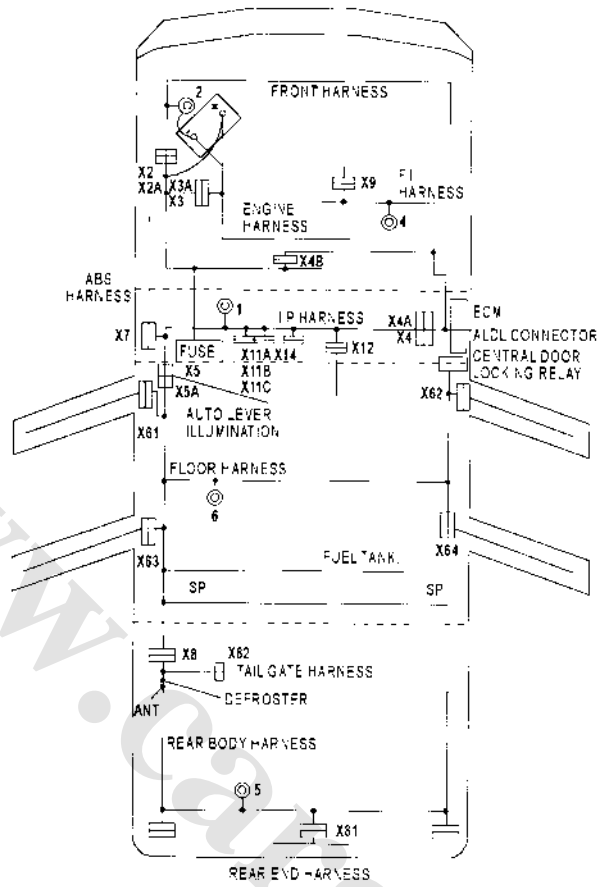 2
FRONT HARNESS
X2
X2A
X3A
X3
X9
HARNESS
ENGINE
HARNESS
4
X4B
ABS
HARNESS
1
I.P HARNESS
X4A
X4
ECM
ALDL CONNECTOR
CENTRAL DOOR
LOCKING RELAY
X7
FUSE
X5
X5A
X11A
X11B
X11C
X14
X12
X62
X61
AUTO LEVER
ILLUMINATION
FLOOR HARNESS
6
X63
X64
FUEL TANK
SP
SP
X8
X82
TAIL GATE HARNESS
DEFROSTER
ANT
REAR BODY HARNESS
5
X81
REAR END HARNESS